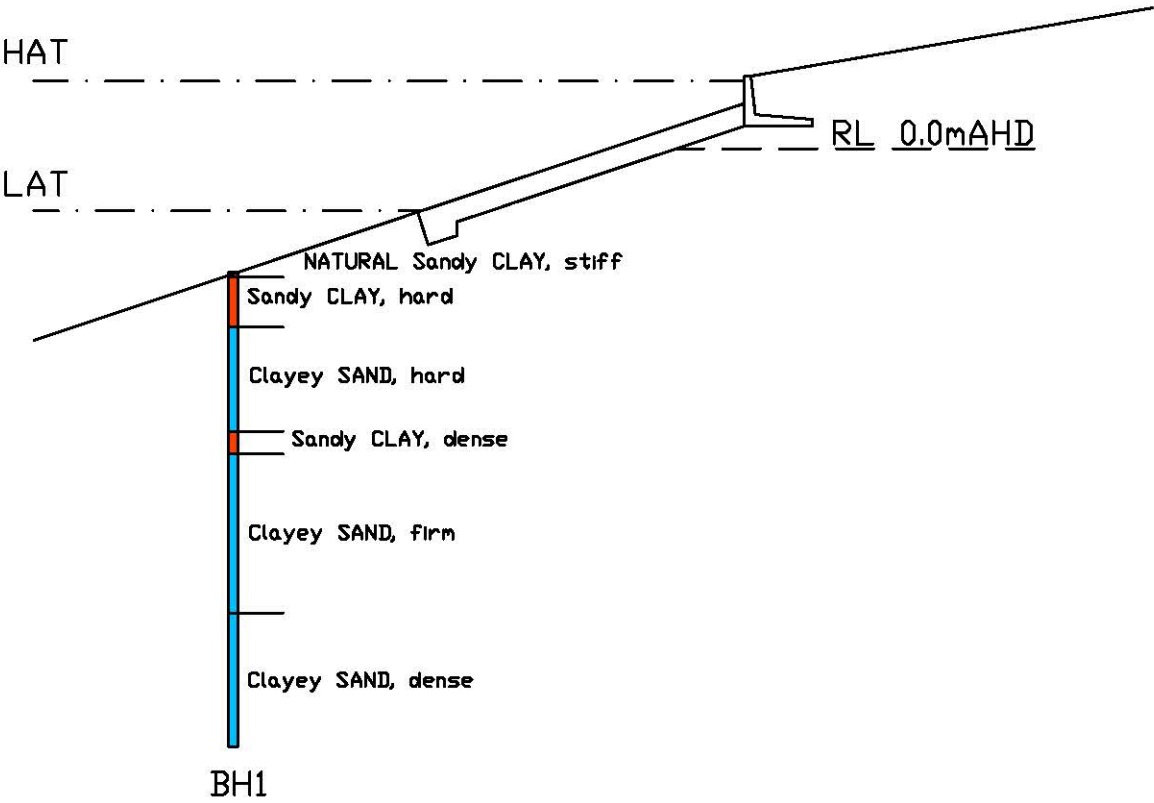 HAT
RL 0.0mAHD
LAT
NATURAL Sandy CLAY, stiff
Sandy CLAY, hard
Clayey SAND, hard
Sandy CLAY, dense
Clayey SAND, firm
Clayey SAND, dense
BH1